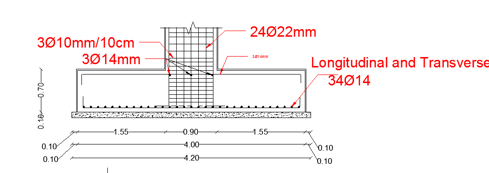 24Ø22mm
3Ø10mm/10cm
3Ø14mm
Longitudinal and Transverse
34Ø14
0.70
0.10
1.55 0.90 1.55
0.10 4.00 0.10
0.10 4.20 0.10